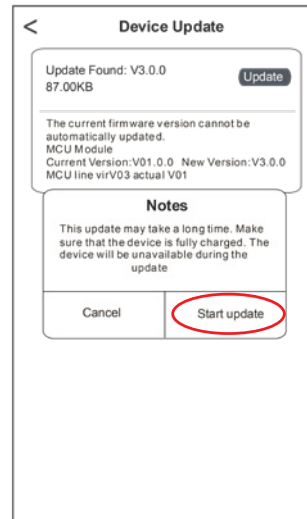 < Device Update
Update Found: V3.0.0
87.00KB
Update
The current firmware version cannot be
automatically updated.
MCU Module
Current Version:V01.0.0 New Version:V3.0.0
MCU line virV03 actual V01
Notes
This update may take a long time. Make
sure that the device is fully charged. The
device will be unavailable during the
update
Cancel
Start update